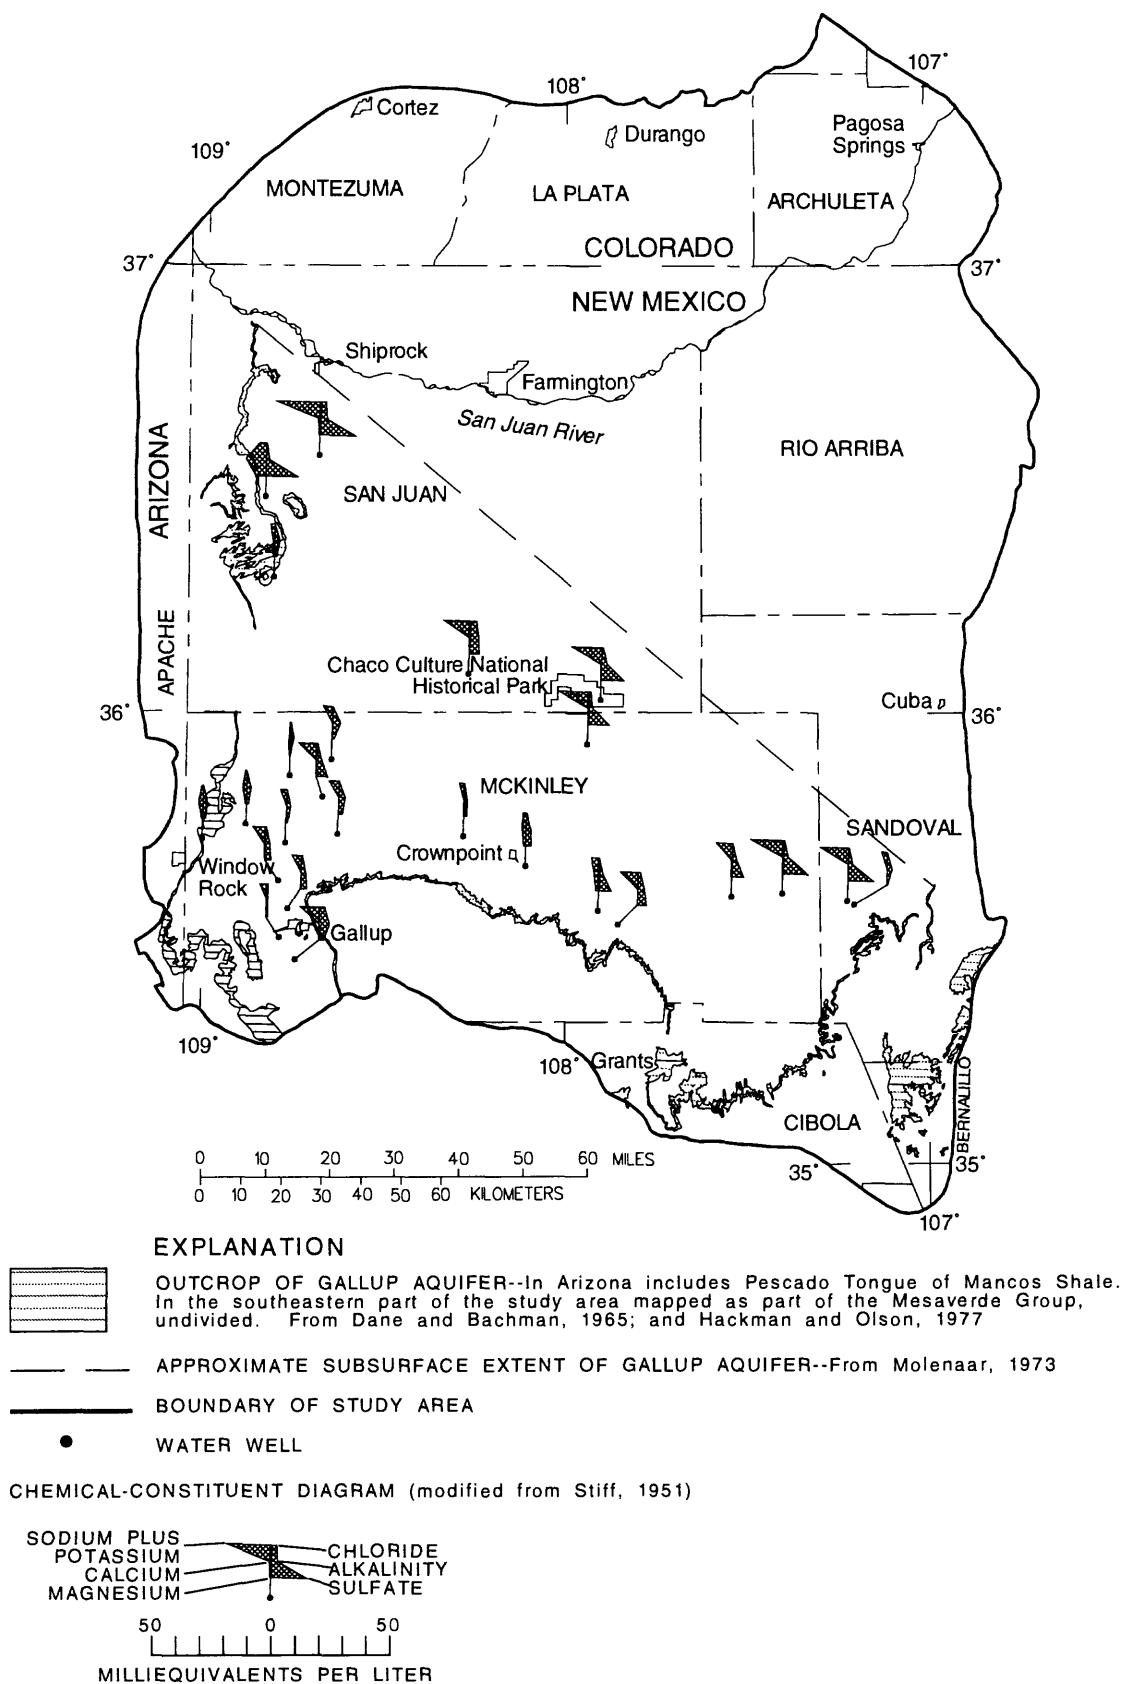 107°
108°
Cortez
Durango
Pagosa
Springs
109°
MONTEZUMA
LA PLATA
ARCHULETA
COLORADO
37°
37°
NEW MEXICO
Shiprock
Farmington
San Juan River
ARIZONA
RIO ARRIBA
SAN JUAN
APACHE
Chaco Culture National
Historical Park
Cuba
36°
36°
MCKINLEY
SANDOVAL
Crownpoint
Window
Rock
Gallup
109°
108°
Grants
CIBOLA
BERNALILLO
35°
35°
107°
0 10 20 30 40 50 60 MILES
0 10 20 30 40 50 60 KILOMETERS
EXPLANATION
OUTCROP OF GALLUP AQUIFER--In Arizona includes Pescado Tongue of Mancos Shale.
In the southeastern part of the study area mapped as part of the Mesaverde Group,
undivided. From Dane and Bachman, 1965; and Hackman and Olson, 1977
APPROXIMATE SUBSURFACE EXTENT OF GALLUP AQUIFER--From Molenaar, 1973
BOUNDARY OF STUDY AREA
WATER WELL
CHEMICAL-CONSTITUENT DIAGRAM (modified from Stiff, 1951)
SODIUM PLUS
POTASSIUM
CALCIUM
MAGNESIUM
CHLORIDE
ALKALINITY
SULFATE
50 0 50
MILLIEQUIVALENTS PER LITER